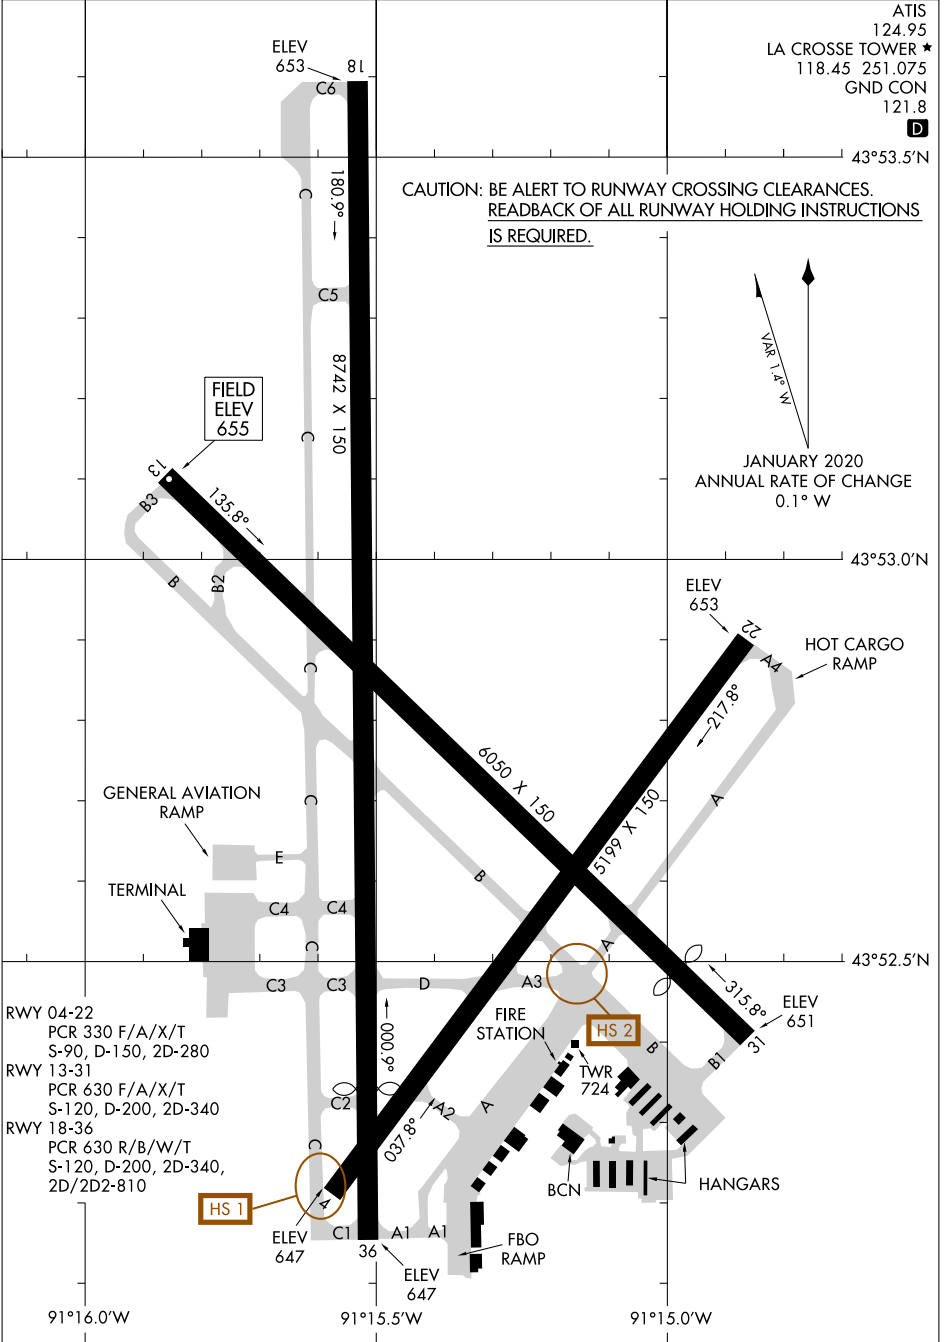 ATIS
124.95
LA CROSSE TOWER ★
118.45 251.075
GND CON
121.8
D
ELEV
653
18
C6
43°53.5'N
CAUTION: BE ALERT TO RUNWAY CROSSING CLEARANCES.
READBACK OF ALL RUNWAY HOLDING INSTRUCTIONS
IS REQUIRED.
C
180.9°
C5
VAR 1.4° W
8742 X 150
FIELD
ELEV
655
C
JANUARY 2020
ANNUAL RATE OF CHANGE
0.1° W
13
B3
135.8°
43°53.0'N
B
B2
ELEV
653
22
HOT CARGO
RAMP
A4
C
217.8°
6050 X 150
5199 X 150
A
GENERAL AVIATION
RAMP
C
E
B
TERMINAL
C4
C4
C
A
43°52.5'N
C3
C3
D
A3
315.8°
ELEV
651
31
FIRE
STATION
HS 2
B
B1
TWR
724
000.9°
RWY 04-22
PCR 330 F/A/X/T
S-90, D-150, 2D-280
RWY 13-31
PCR 630 F/A/X/T
S-120, D-200, 2D-340
RWY 18-36
PCR 630 R/B/W/T
S-120, D-200, 2D-340,
2D/2D2-810
C2
A2
A
037.8°
C
BCN
HANGARS
HS 1
4
ELEV
647
C1
36
A1
A1
FBO
RAMP
ELEV
647
91°16.0'W
91°15.5'W
91°15.0'W